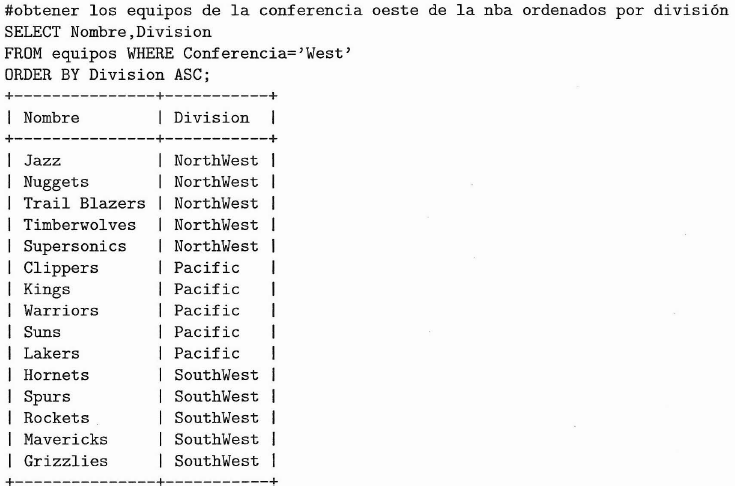 #obtener los equipos de la conferencia oeste de la nba ordenados por división
SELECT Nombre,Division
FROM equipos WHERE Conferencia=’West’
ORDER BY Division ASC;
+---------------+-----------+
| Nombre | Division |
+---------------+-----------+
| Jazz | NorthWest |
| Nuggets | NorthWest |
| Trail Blazers | NorthWest |
| Timberwolves | NorthWest |
| Supersonics | NorthWest |
| Clippers | Pacific |
| Kings | Pacific |
| Warriors | Pacific |
| Suns | Pacific |
| Lakers | Pacific |
| Hornets | SouthWest |
| Spurs | SouthWest |
| Rockets | SouthWest |
| Mavericks | SouthWest |
| Grizzlies | SouthWest |
+---------------+-----------+